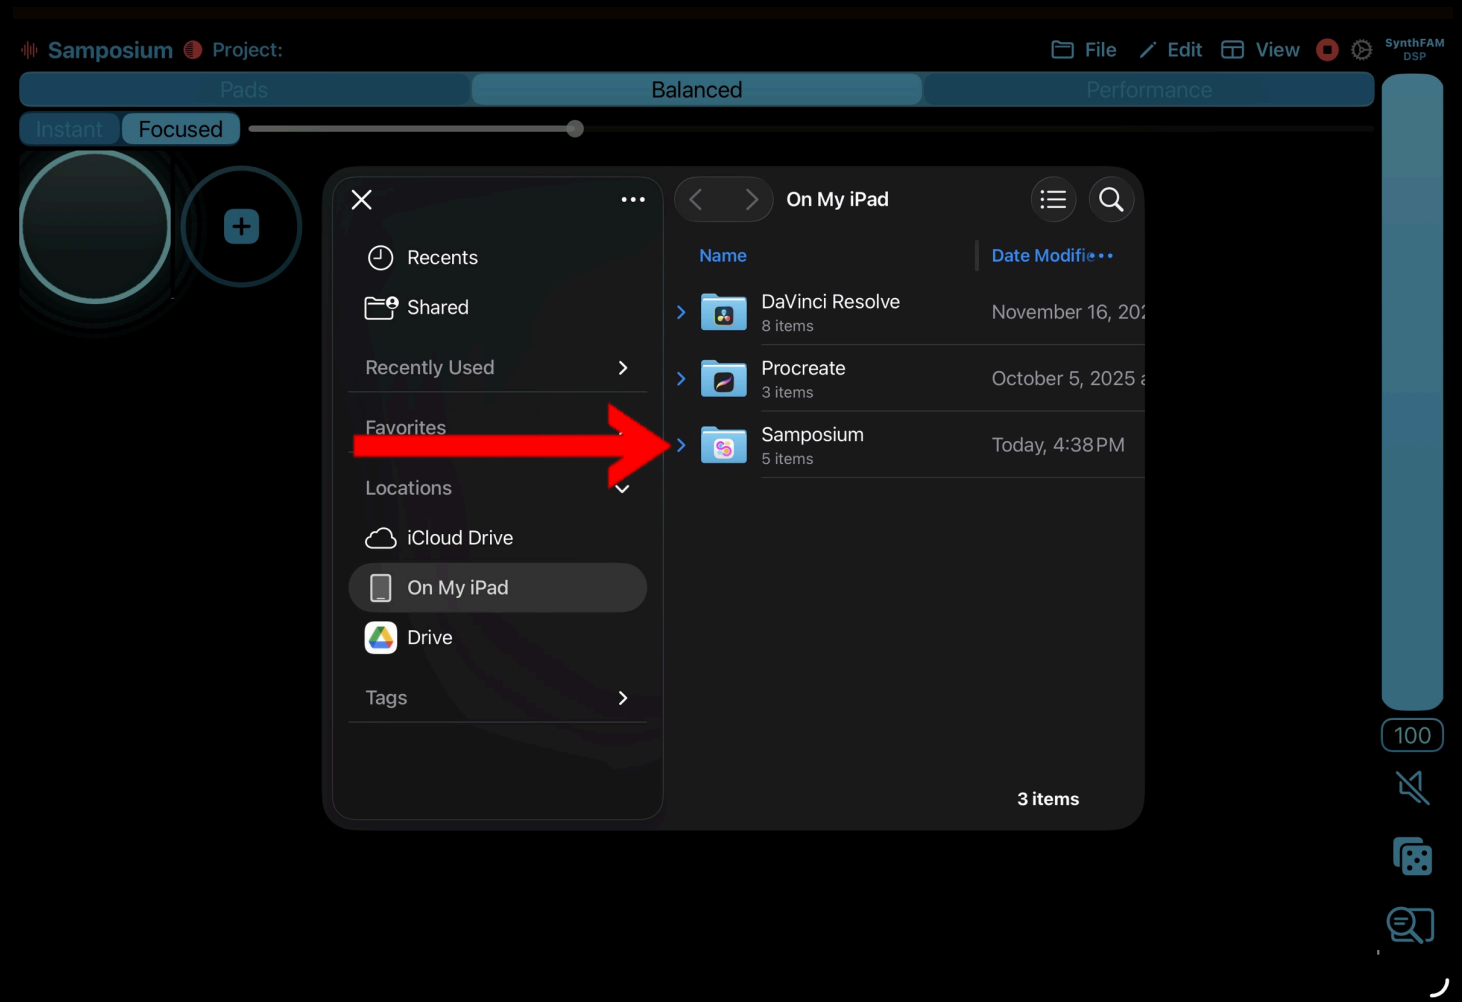 Samposium Project:
File Edit View SynthFAM DSP
Pads Balanced Performance
Instant Focused
On My iPad
Recents
Shared
Recently Used
Favorites
Locations
iCloud Drive
On My iPad
Drive
Tags
Name Date Modifi
DaVinci Resolve
8 items
November 16, 202
Procreate
3 items
October 5, 2025
Samposium
5 items
Today, 4:38 PM
3 items
100